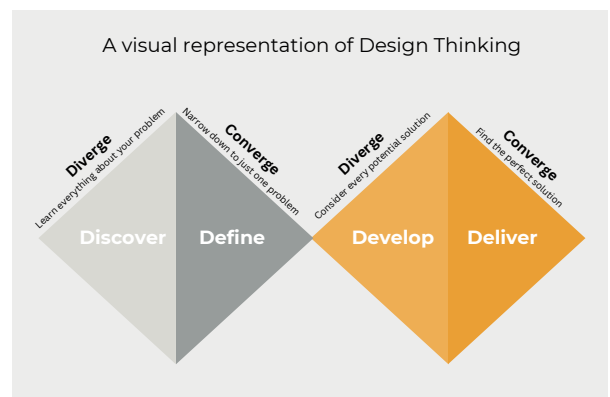 A visual representation of Design Thinking
Diverge
Learn everything about your problem
Converge
Narrow down to just one problem
Diverge
Consider every potential solution
Converge
Find the perfect solution
Discover
Define
Develop
Deliver